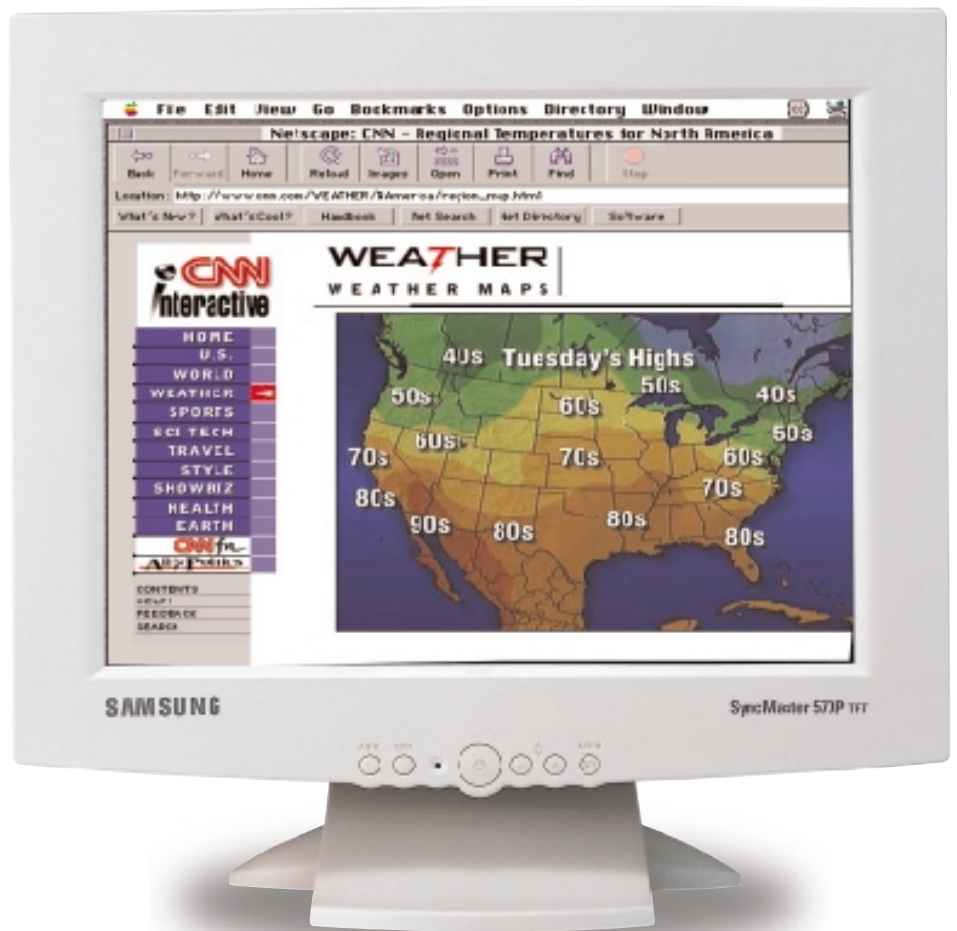 File Edit View Go Bookmarks Options Directory Window
Netscape: CNN – Regional Temperatures for North America
Back Forward Home Reload Images Open Print Find Stop
Location: http://www.cnn.com/WEATHER/NAmerica/region_map.html
What's New? What's Cool? Handbook Net Search Net Directory Software
CNN
interactive
WEATHER
WEATHER MAPS
HOME
U.S.
WORLD
WEATHER
SPORTS
SCI TECH
TRAVEL
STYLE
SHOWBIZ
HEALTH
EARTH
CNNfn
AllPolitics
CONTENTS
FEEDBACK
SEARCH
Tuesday's Highs
40s
50s
40s
50s
60s
50s
60s
70s
70s
60s
80s
70s
90s
80s
80s
80s
SAMSUNG
SyncMaster 570P TFT